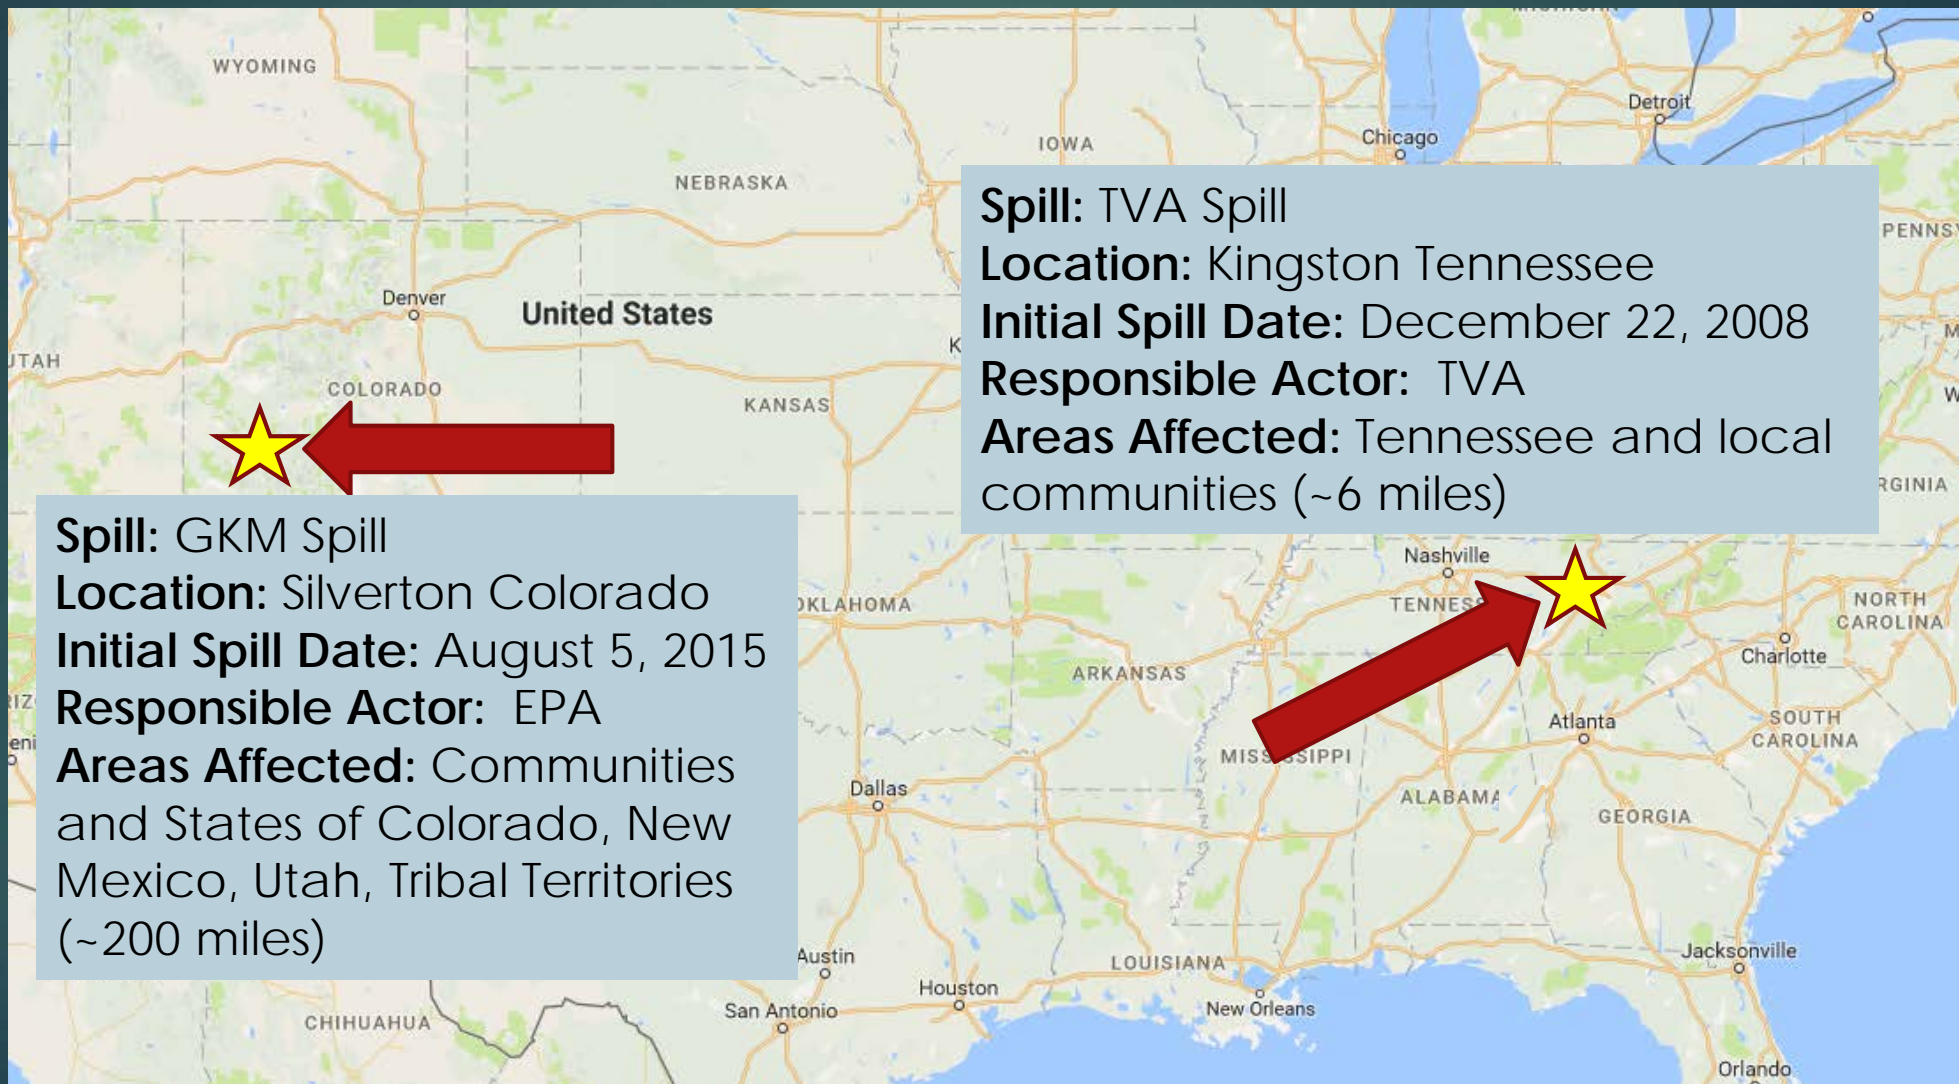 WYOMING
Detroit
Chicago
IOWA
NEBRASKA
Spill: TVA Spill
Location: Kingston Tennessee
Initial Spill Date: December 22, 2008
Responsible Actor:  TVA
Areas Affected: Tennessee and local
communities (~6 miles)
PENNS
Denver
United States
UTAH
COLORADO
KANSAS
RGINIA
Spill: GKM Spill
Location: Silverton Colorado
Initial Spill Date: August 5, 2015
Responsible Actor:  EPA
Areas Affected: Communities
and States of Colorado, New
Mexico, Utah, Tribal Territories
(~200 miles)
Nashville
TENNES
NORTH
CAROLINA
OKLAHOMA
Charlotte
ARKANSAS
Atlanta
SOUTH
CAROLINA
MISSISSIPPI
Dallas
ALABAMA
GEORGIA
Austin
LOUISIANA
Jacksonville
Houston
San Antonio
New Orleans
CHIHUAHUA
Orlando